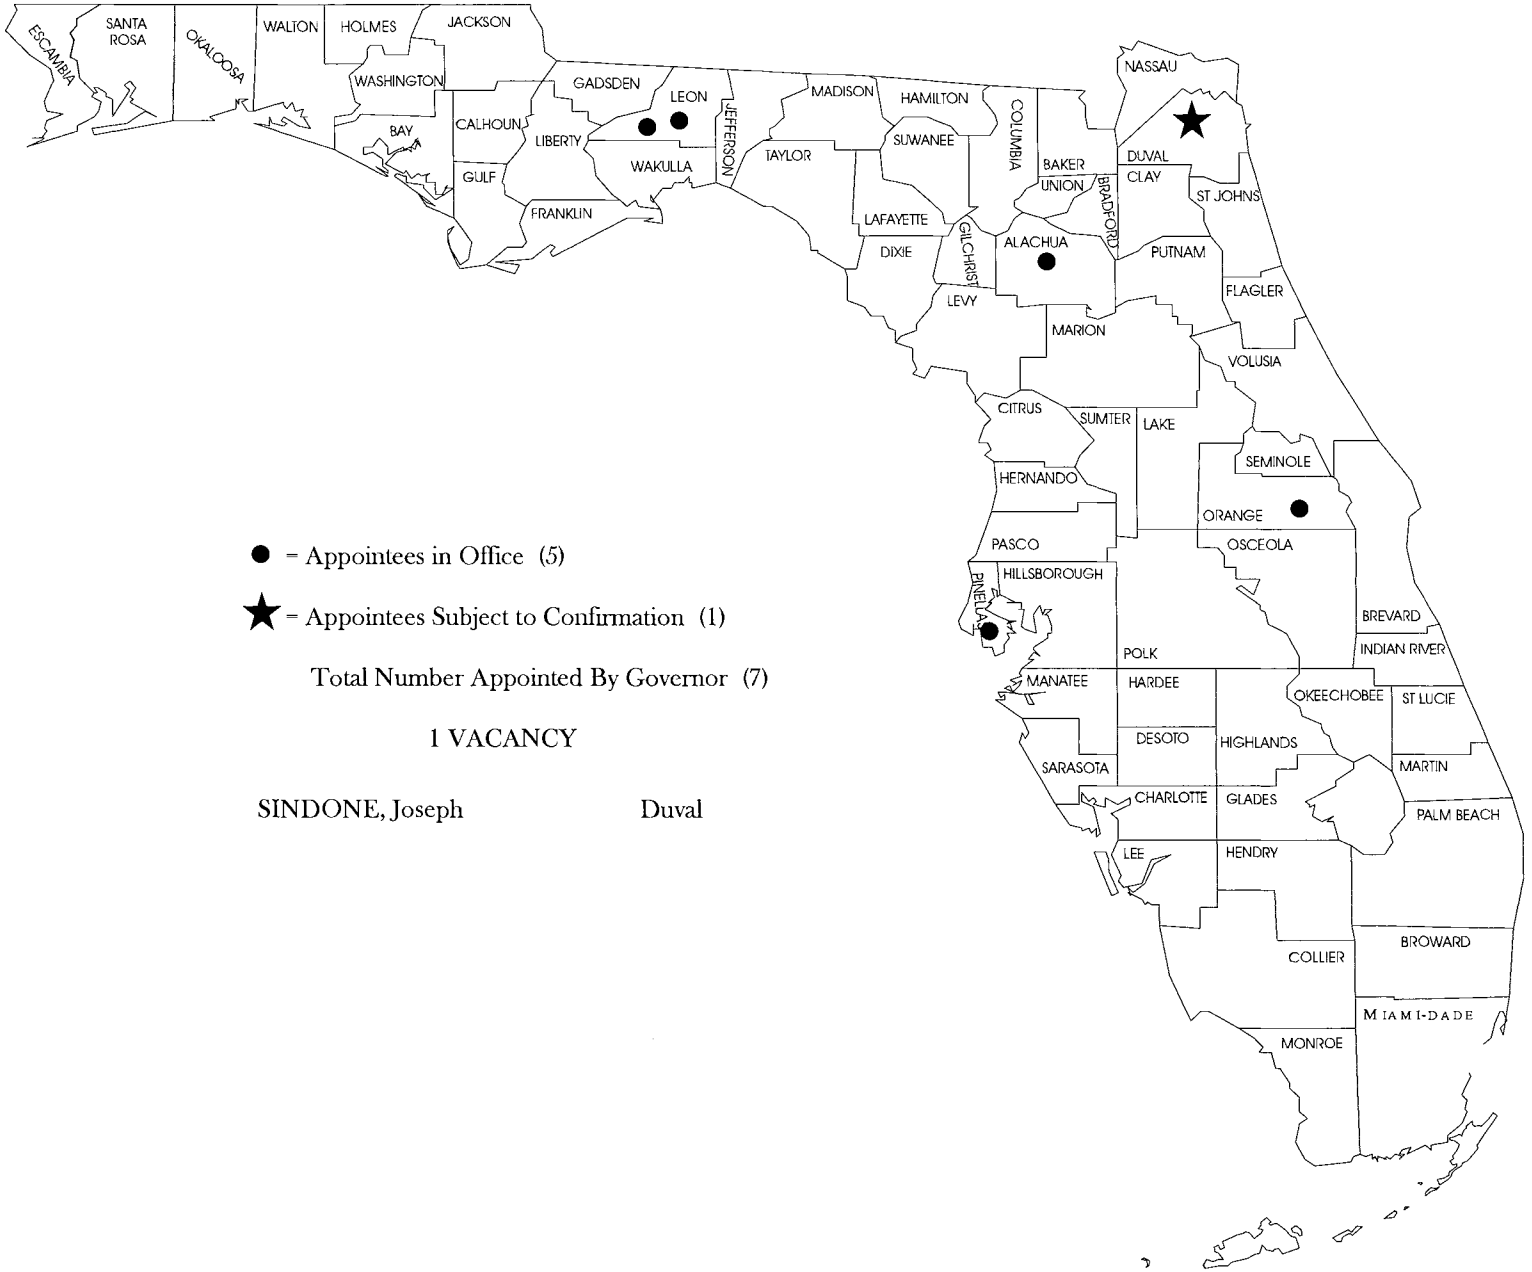 ESCAMBIA
SANTA
ROSA
OKALOOSA
WALTON
HOLMES
JACKSON
WASHINGTON
BAY
CALHOUN
GULF
LIBERTY
GADSDEN
LEON
WAKULLA
FRANKLIN
JEFFERSON
MADISON
TAYLOR
HAMILTON
SUWANEE
LAFAYETTE
DIXIE
COLUMBIA
GILCHRIST
LEVY
BAKER
UNION
BRADFORD
ALACHUA
NASSAU
DUVAL
CLAY
ST JOHNS
PUTNAM
FLAGLER
MARION
VOLUSIA
CITRUS
SUMTER
LAKE
SEMINOLE
HERNANDO
ORANGE
PASCO
OSCEOLA
HILLSBOROUGH
PINELLAS
BREVARD
POLK
INDIAN RIVER
MANATEE
HARDEE
OKEECHOBEE
ST LUCIE
DESOTO
HIGHLANDS
SARASOTA
MARTIN
CHARLOTTE
GLADES
PALM BEACH
LEE
HENDRY
BROWARD
COLLIER
MIAMI-DADE
MONROE
= Appointees in Office (5)
= Appointees Subject to Confirmation (1)
Total Number Appointed By Governor (7)
1 VACANCY
SINDONE, Joseph Duval